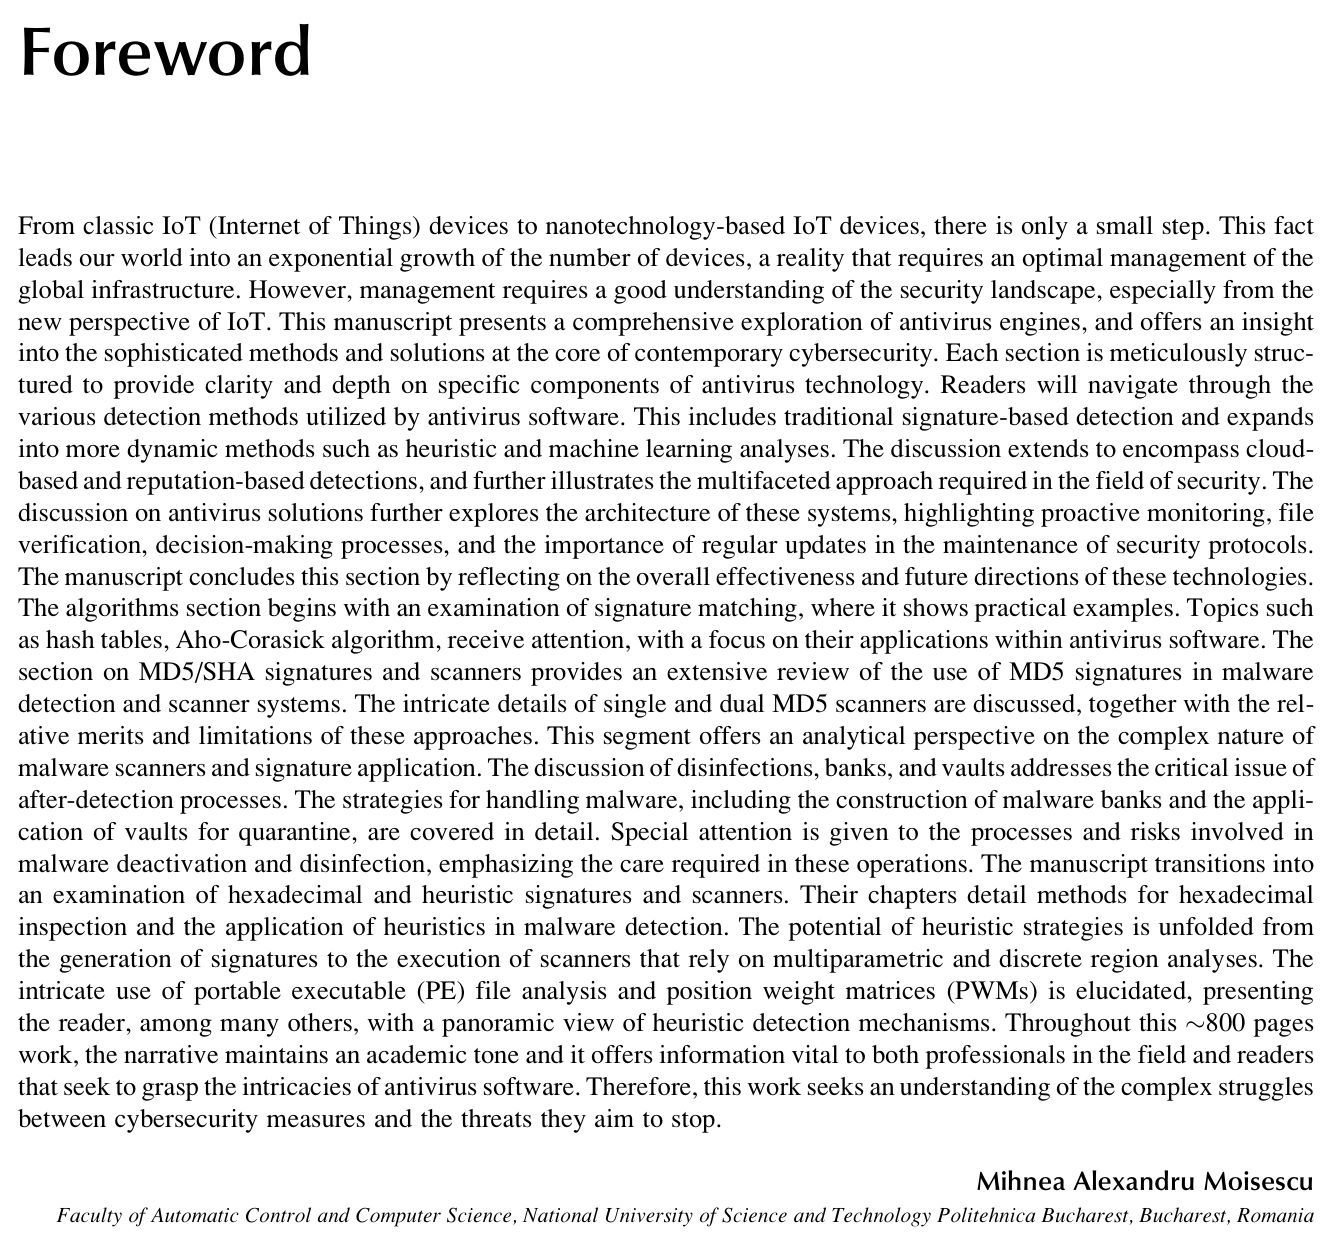 Foreword
From classic IoT (Internet of Things) devices to nanotechnology-based IoT devices, there is only a small step. This fact
leads our world into an exponential growth of the number of devices, a reality that requires an optimal management of the
global infrastructure. However, management requires a good understanding of the security landscape, especially from the
new perspective of IoT. This manuscript presents a comprehensive exploration of antivirus engines, and offers an insight
into the sophisticated methods and solutions at the core of contemporary cybersecurity. Each section is meticulously struc-
tured to provide clarity and depth on specific components of antivirus technology. Readers will navigate through the
various detection methods utilized by antivirus software. This includes traditional signature-based detection and expands
into more dynamic methods such as heuristic and machine learning analyses. The discussion extends to encompass cloud-
based and reputation-based detections, and further illustrates the multifaceted approach required in the field of security. The
discussion on antivirus solutions further explores the architecture of these systems, highlighting proactive monitoring, file
verification, decision-making processes, and the importance of regular updates in the maintenance of security protocols.
The manuscript concludes this section by reflecting on the overall effectiveness and future directions of these technologies.
The algorithms section begins with an examination of signature matching, where it shows practical examples. Topics such
as hash tables, Aho-Corasick algorithm, receive attention, with a focus on their applications within antivirus software. The
section on MD5/SHA signatures and scanners provides an extensive review of the use of MD5 signatures in malware
detection and scanner systems. The intricate details of single and dual MD5 scanners are discussed, together with the rel-
ative merits and limitations of these approaches. This segment offers an analytical perspective on the complex nature of
malware scanners and signature application. The discussion of disinfections, banks, and vaults addresses the critical issue of
after-detection processes. The strategies for handling malware, including the construction of malware banks and the appli-
cation of vaults for quarantine, are covered in detail. Special attention is given to the processes and risks involved in
malware deactivation and disinfection, emphasizing the care required in these operations. The manuscript transitions into
an examination of hexadecimal and heuristic signatures and scanners. Their chapters detail methods for hexadecimal
inspection and the application of heuristics in malware detection. The potential of heuristic strategies is unfolded from
the generation of signatures to the execution of scanners that rely on multiparametric and discrete region analyses. The
intricate use of portable executable (PE) file analysis and position weight matrices (PWMs) is elucidated, presenting
the reader, among many others, with a panoramic view of heuristic detection mechanisms. Throughout this ∼800 pages
work, the narrative maintains an academic tone and it offers information vital to both professionals in the field and readers
that seek to grasp the intricacies of antivirus software. Therefore, this work seeks an understanding of the complex struggles
between cybersecurity measures and the threats they aim to stop.
Mihnea Alexandru Moisescu
Faculty of Automatic Control and Computer Science, National University of Science and Technology Politehnica Bucharest, Bucharest, Romania